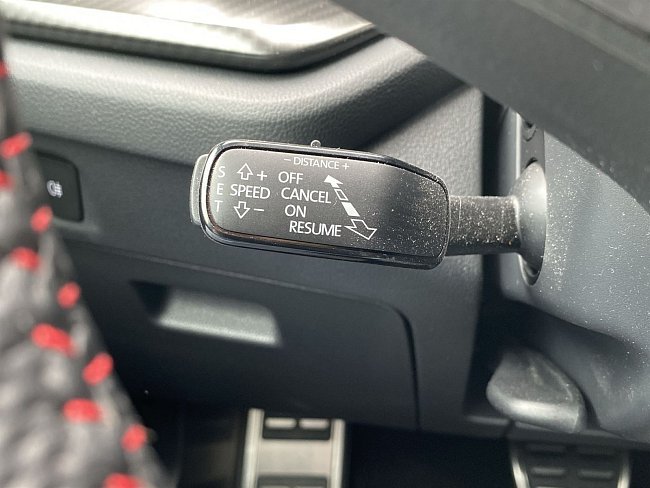 - DISTANCE +
S + OFF
E SPEED CANCEL
T - ON
RESUME